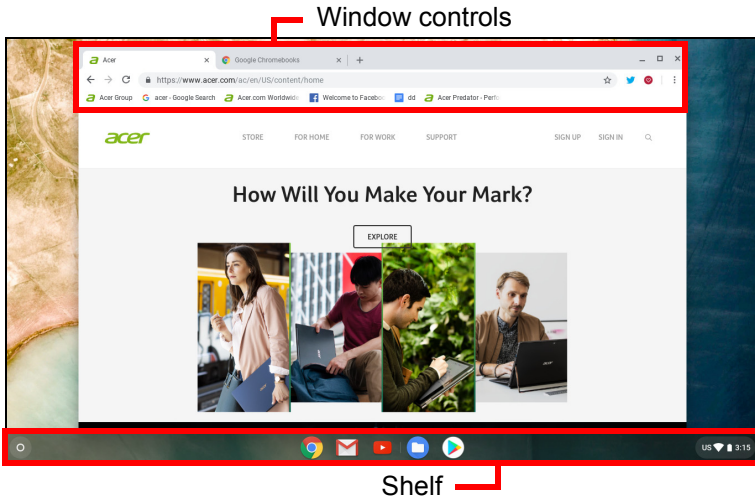 Window controls
Acer
Google Chromebooks
https://www.acer.com/ac/en/US/content/home
Acer Group
acer - Google Search
Acer.com Worldwide
Welcome to Faceboo
dd
Acer Predator - Perfo
acer STORE FOR HOME FOR WORK SUPPORT SIGN UP SIGN IN
How Will You Make Your Mark?
EXPLORE
US 3:15
Shelf